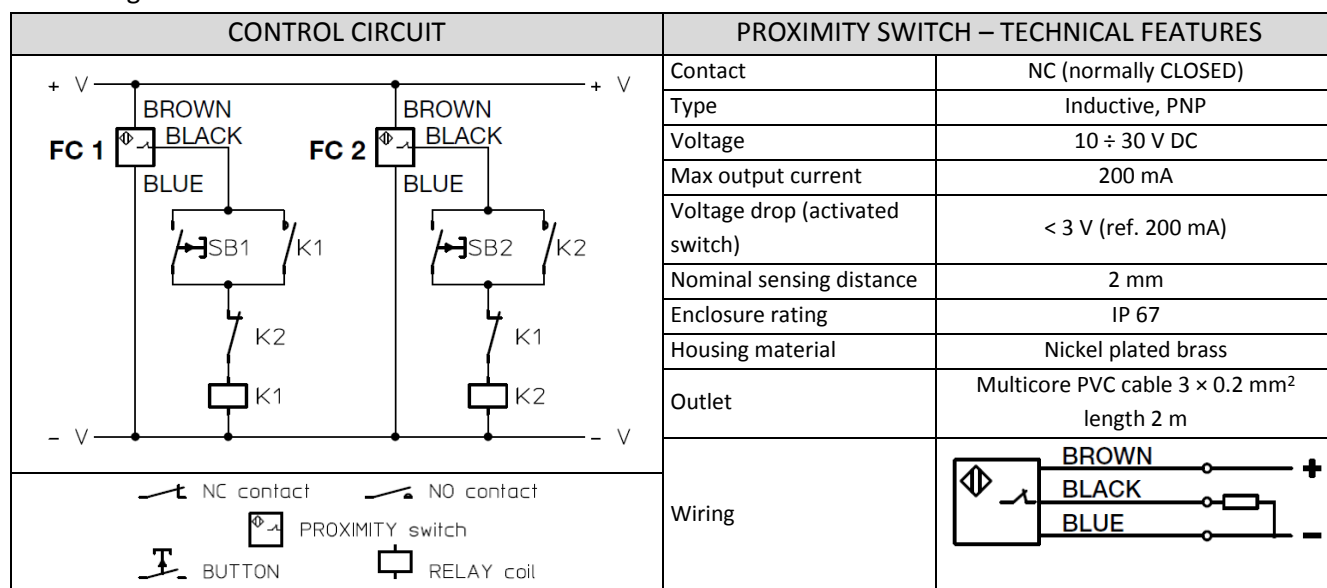 CONTROL CIRCUIT
PROXIMITY SWITCH – TECHNICAL FEATURES
+ V
+ V
BROWN
BLACK
FC 1
BLUE
SB1
K1
K2
K1
BROWN
BLACK
FC 2
BLUE
SB2
K2
K1
K2
– V
– V
NC contact
NO contact
PROXIMITY switch
BUTTON
RELAY coil
Contact
NC (normally CLOSED)
Type
Inductive, PNP
Voltage
10 ÷ 30 V DC
Max output current
200 mA
Voltage drop (activated
switch)
< 3 V (ref. 200 mA)
Nominal sensing distance
2 mm
Enclosure rating
IP 67
Housing material
Nickel plated brass
Outlet
Multicore PVC cable 3 × 0.2 mm²
length 2 m
Wiring
BROWN
+
BLACK
BLUE
–